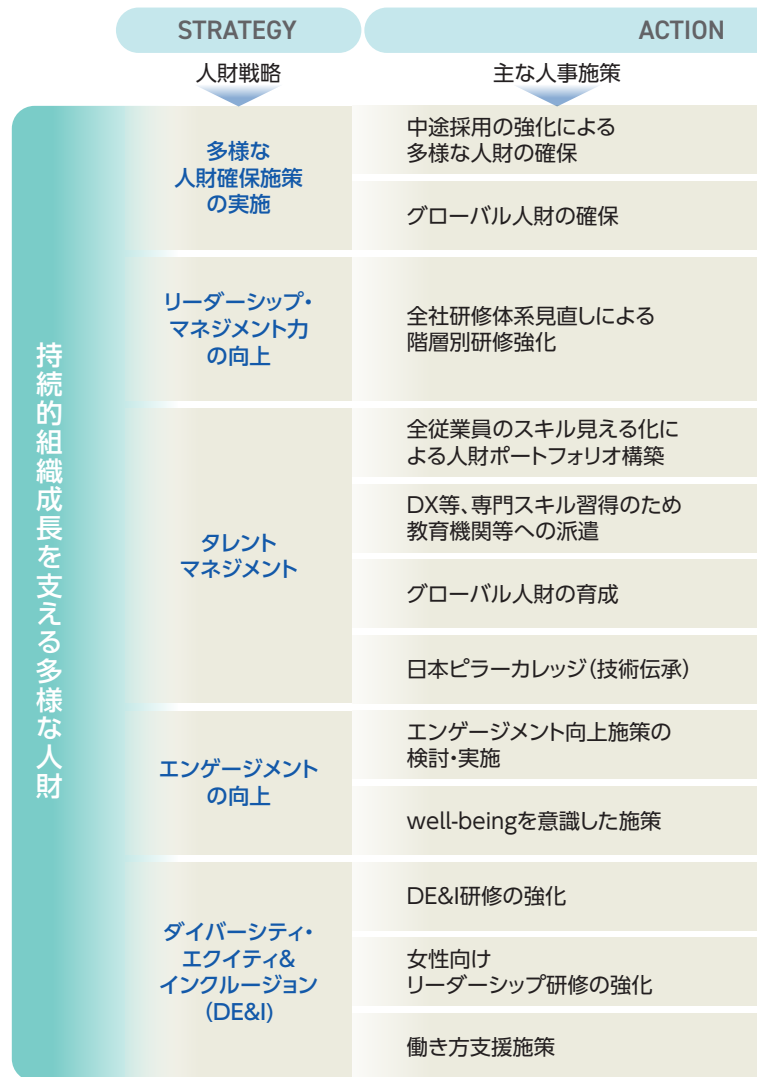 STRATEGY
ACTION
人財戦略
主な人事施策
持続的組織成長を支える多様な人財
多様な
人財確保施策
の実施
中途採用の強化による
多様な人財の確保
グローバル人財の確保
リーダーシップ・
マネジメント力
の向上
全社研修体系見直しによる
階層別研修強化
タレント
マネジメント
全従業員のスキル見える化に
よる人財ポートフォリオ構築
DX等、専門スキル習得のため
教育機関等への派遣
グローバル人財の育成
日本ピラーカレッジ(技術伝承)
エンゲージメント
の向上
エンゲージメント向上施策の
検討・実施
well-beingを意識した施策
ダイバーシティ・
エクイティ&
インクルージョン
(DE&I)
DE&I研修の強化
女性向け
リーダーシップ研修の強化
働き方支援施策